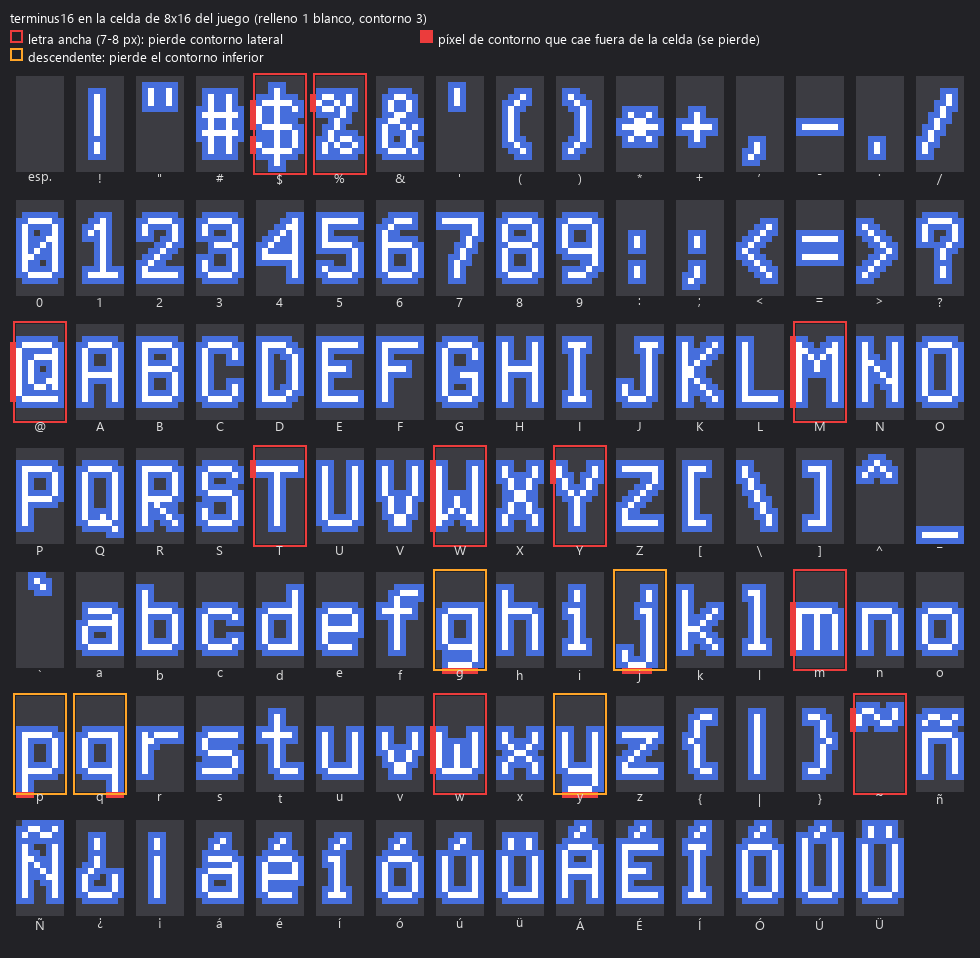 terminus16 en la celda de 8x16 del juego (relleno 1 blanco, contorno 3)
letra ancha (7-8 px): pierde contorno lateral píxel de contorno que cae fuera de la celda (se pierde)
descendente: pierde el contorno inferior
! " # $ % & ' ( ) * + , - . /
esp. ! " # $ % & ' ( ) * + , - . /
0 1 2 3 4 5 6 7 8 9 : ; < = > ?
0 1 2 3 4 5 6 7 8 9 : ; < = > ?
@ A B C D E F G H I J K L M N O
@ A B C D E F G H I J K L M N O
P Q R S T U V W X Y Z [ \ ] ^ _
P Q R S T U V W X Y Z [ \ ] ^ _
` a b c d e f g h i j k l m n o
` a b c d e f g h i j k l m n o
p q r s t u v w x y z { | } ~ ñ
p q r s t u v w x y z { | } ~ ñ
Ñ ¿ ¡ á é í ó ú ü Á É Í Ó Ú Ü
Ñ ¿ ¡ á é í ó ú ü Á É Í Ó Ú Ü